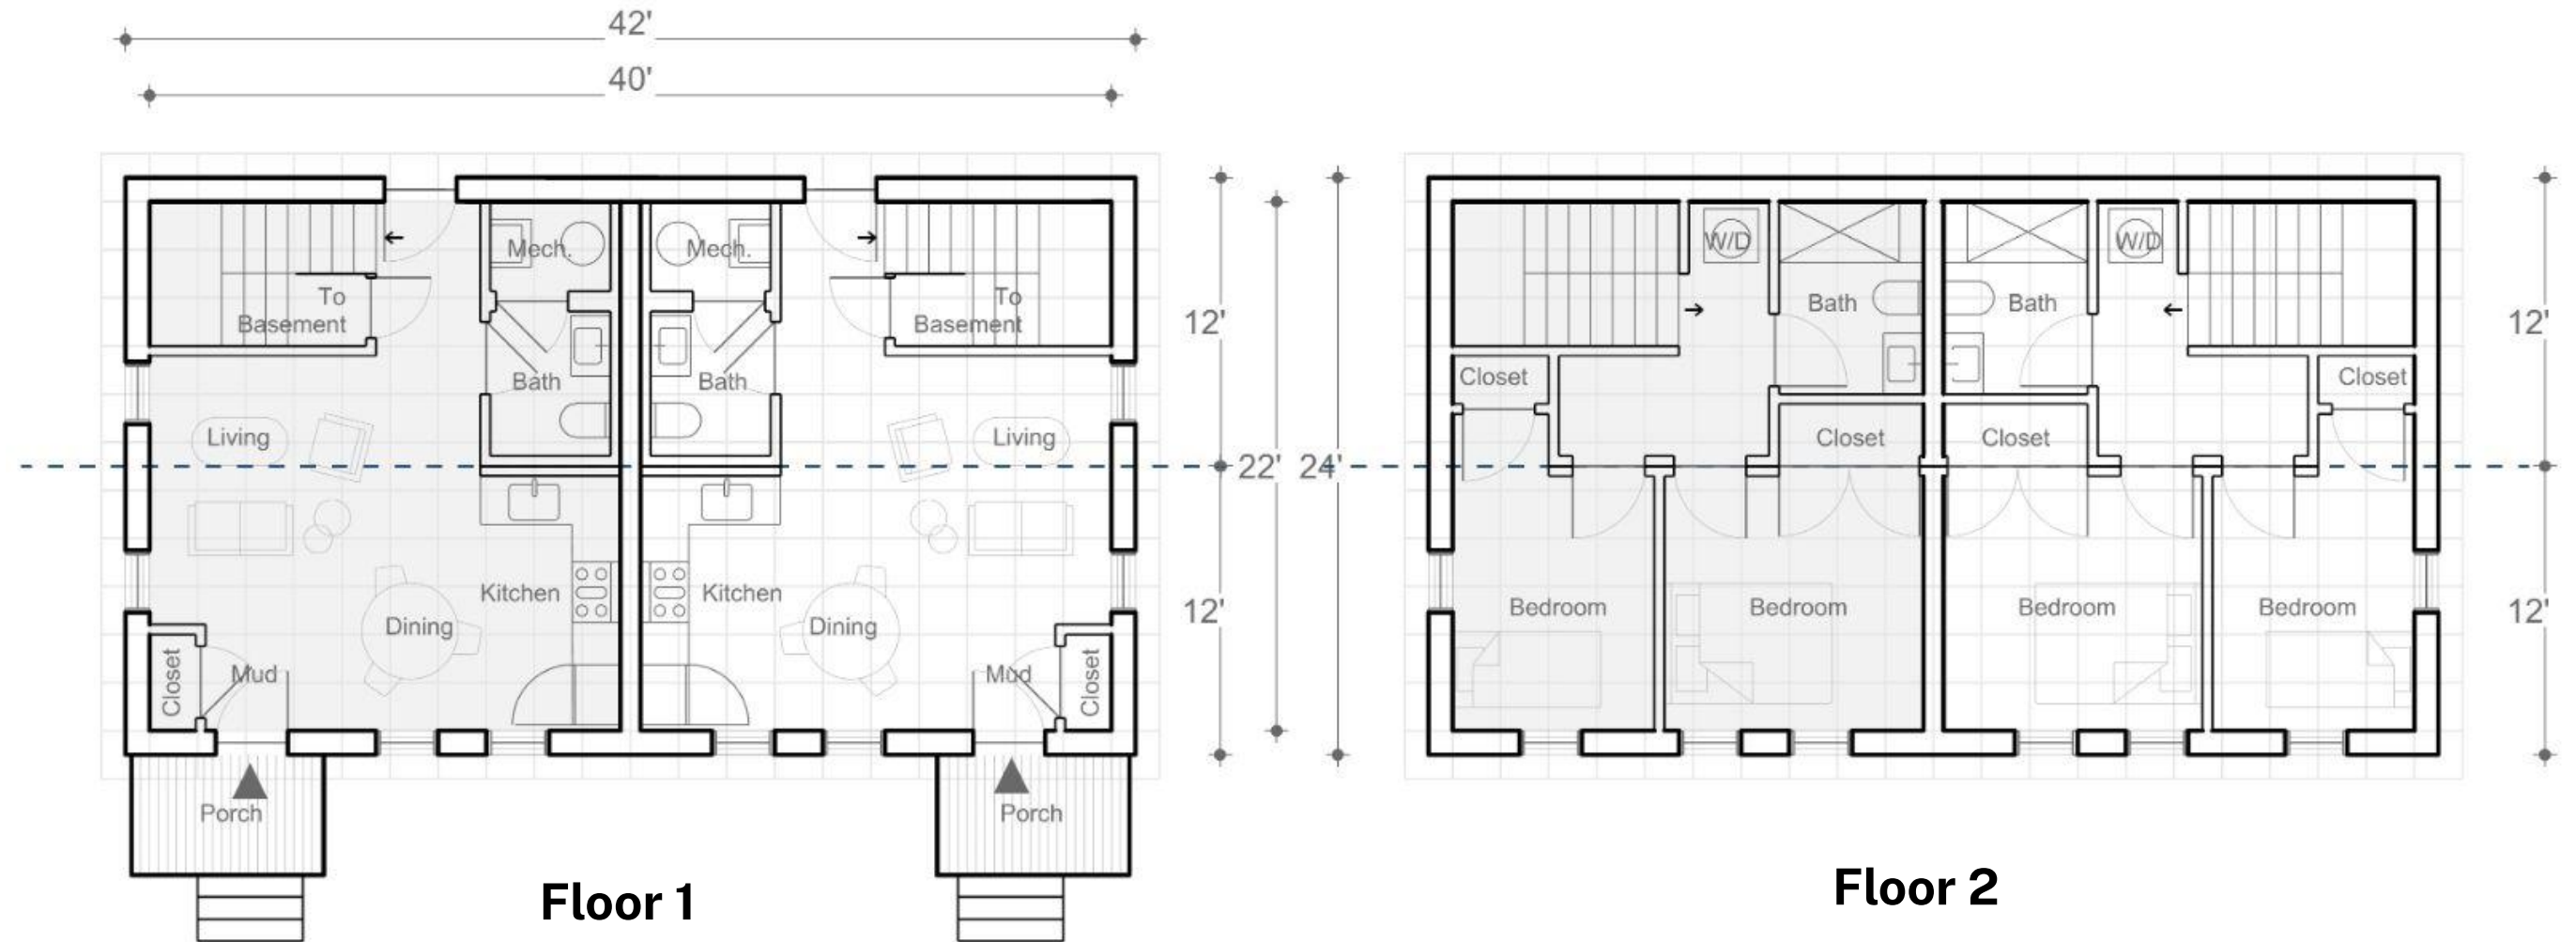 42'
40'
Mech.
Mech.
To
Basement
To
Basement
Bath
Bath
Living
Living
Kitchen
Kitchen
Dining
Dining
Closet
Mud
Mud
Closet
Porch
Porch
Floor 1
12'
22'
24'
12'
W/D
W/D
Bath
Bath
Closet
Closet
Closet
Closet
Bedroom
Bedroom
Bedroom
Bedroom
12'
12'
Floor 2